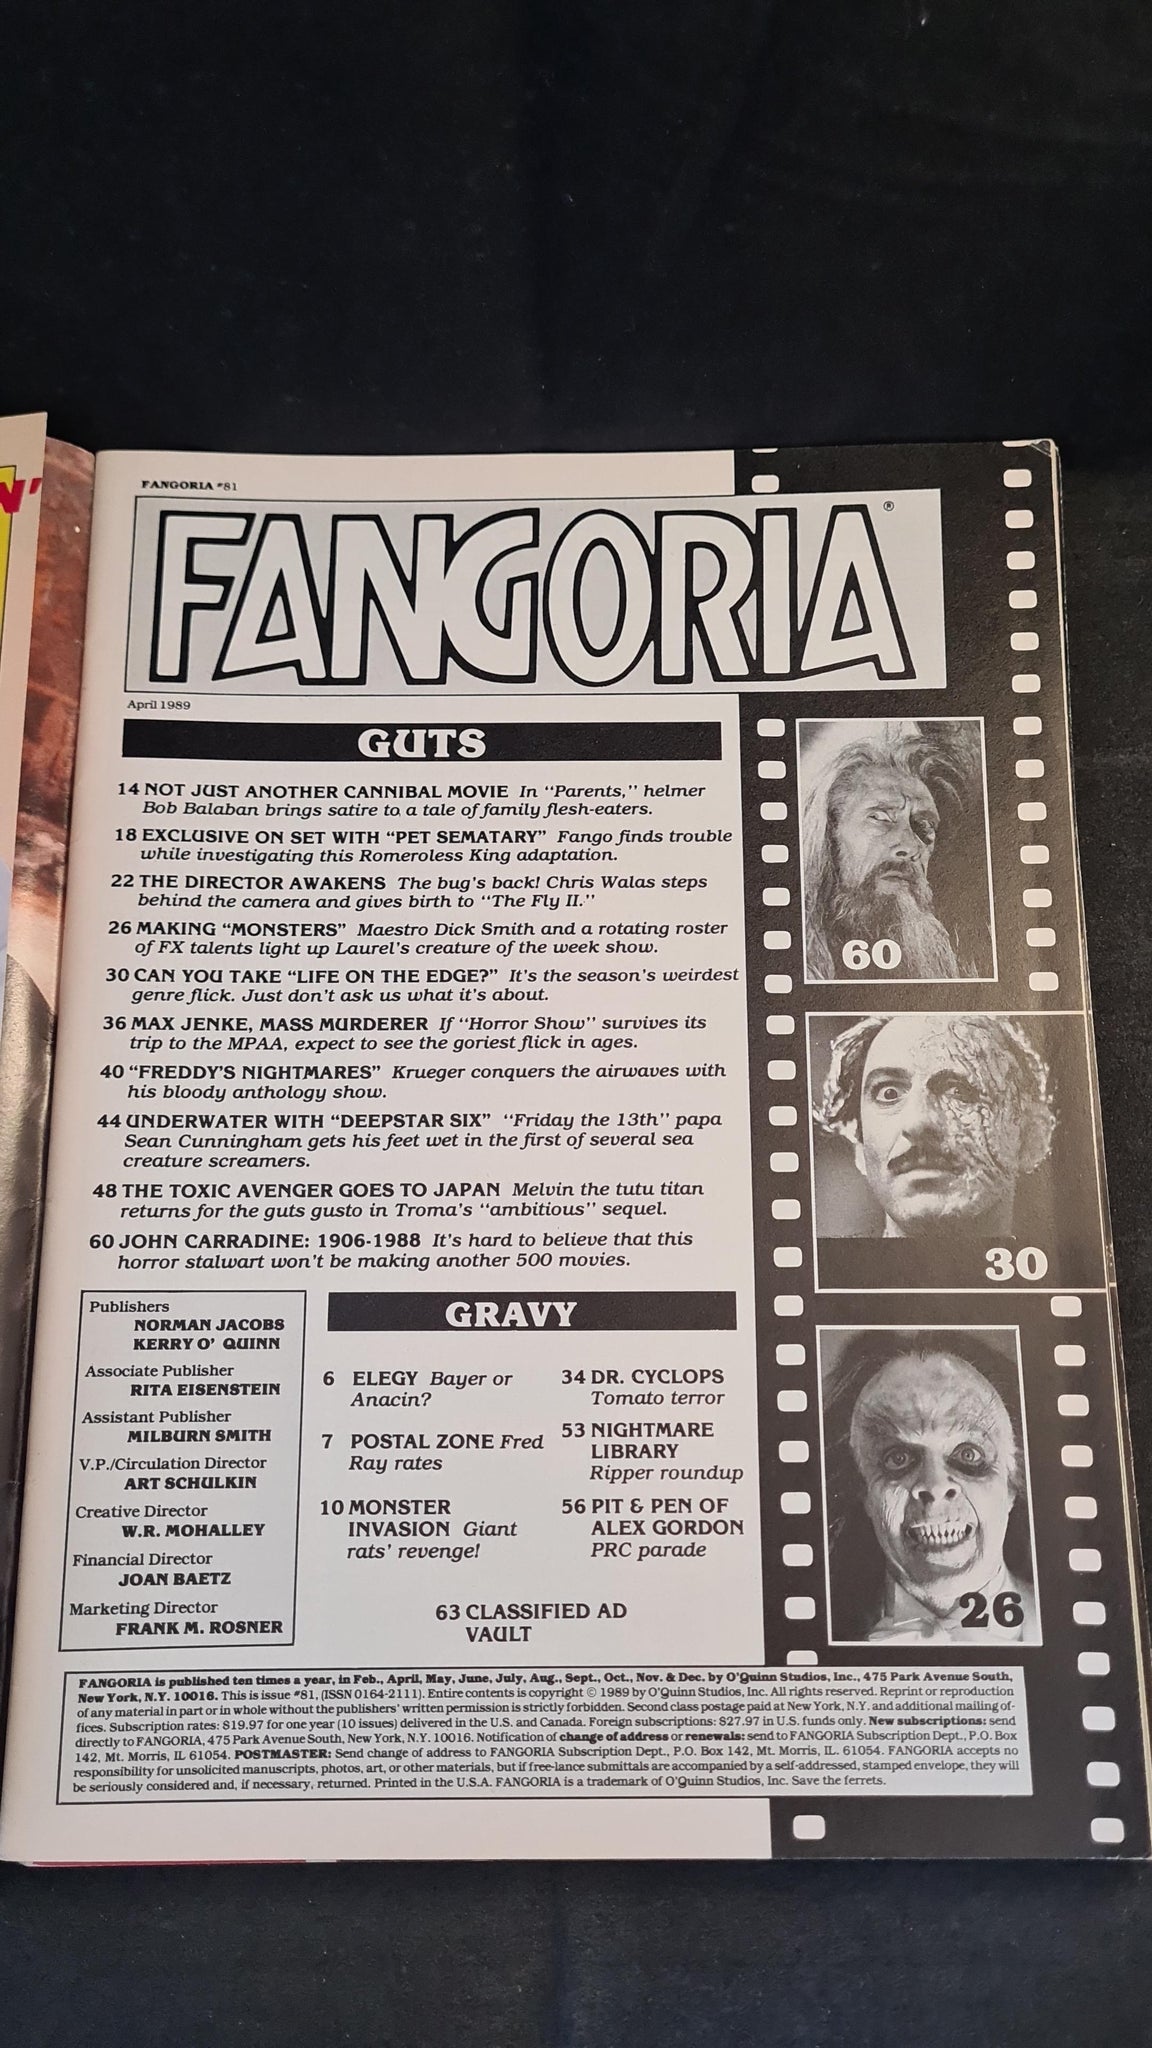 N'
FANGORIA #81
FANGORIA®
April 1989
GUTS
14 NOT JUST ANOTHER CANNIBAL MOVIE In "Parents," helmer
Bob Balaban brings satire to a tale of family flesh-eaters.
18 EXCLUSIVE ON SET WITH "PET SEMATARY" Fango finds trouble
while investigating this Romeroless King adaptation.
22 THE DIRECTOR AWAKENS The bug's back! Chris Walas steps
behind the camera and gives birth to "The Fly II."
26 MAKING "MONSTERS" Maestro Dick Smith and a rotating roster
of FX talents light up Laurel's creature of the week show.
30 CAN YOU TAKE "LIFE ON THE EDGE?" It's the season's weirdest
genre flick. Just don't ask us what it's about.
36 MAX JENKE, MASS MURDERER If "Horror Show" survives its
trip to the MPAA, expect to see the goriest flick in ages.
40 "FREDDY'S NIGHTMARES" Krueger conquers the airwaves with
his bloody anthology show.
44 UNDERWATER WITH "DEEPSTAR SIX" "Friday the 13th" papa
Sean Cunningham gets his feet wet in the first of several sea
creature screamers.
48 THE TOXIC AVENGER GOES TO JAPAN Melvin the tutu titan
returns for the guts gusto in Troma's "ambitious" sequel.
60 JOHN CARRADINE: 1906-1988 It's hard to believe that this
horror stalwart won't be making another 500 movies.
60
30
26
Publishers
NORMAN JACOBS
KERRY O' QUINN
Associate Publisher
RITA EISENSTEIN
Assistant Publisher
MILBURN SMITH
V.P./Circulation Director
ART SCHULKIN
Creative Director
W.R. MOHALLEY
Financial Director
JOAN BAETZ
Marketing Director
FRANK M. ROSNER
GRAVY
6 ELEGY Bayer or
Anacin?
7 POSTAL ZONE Fred
Ray rates
10 MONSTER
INVASION Giant
rats' revenge!
34 DR. CYCLOPS
Tomato terror
53 NIGHTMARE
LIBRARY
Ripper roundup
56 PIT & PEN OF
ALEX GORDON
PRC parade
63 CLASSIFIED AD
VAULT
FANGORIA is published ten times a year, in Feb., April, May, June, July, Aug., Sept., Oct., Nov. & Dec. by O'Quinn Studios, Inc., 475 Park Avenue South,
New York, N.Y. 10016. This is issue #81, (ISSN 0164-2111). Entire contents is copyright © 1989 by O'Quinn Studios, Inc. All rights reserved. Reprint or reproduction
of any material in part or in whole without the publishers' written permission is strictly forbidden. Second class postage paid at New York, N.Y. and additional mailing of-
fices. Subscription rates: $19.97 for one year (10 issues) delivered in the U.S. and Canada. Foreign subscriptions: $27.97 in U.S. funds only. New subscriptions: send
directly to FANGORIA, 475 Park Avenue South, New York, N.Y. 10016. Notification of change of address or renewals: send to FANGORIA Subscription Dept., P.O. Box
142, Mt. Morris, IL 61054. POSTMASTER: Send change of address to FANGORIA Subscription Dept., P.O. Box 142, Mt. Morris, IL. 61054. FANGORIA accepts no
responsibility for unsolicited manuscripts, photos, art, or other materials, but if free-lance submittals are accompanied by a self-addressed, stamped envelope, they will
be seriously considered and, if necessary, returned. Printed in the U.S.A. FANGORIA is a trademark of O'Quinn Studios, Inc. Save the ferrets.